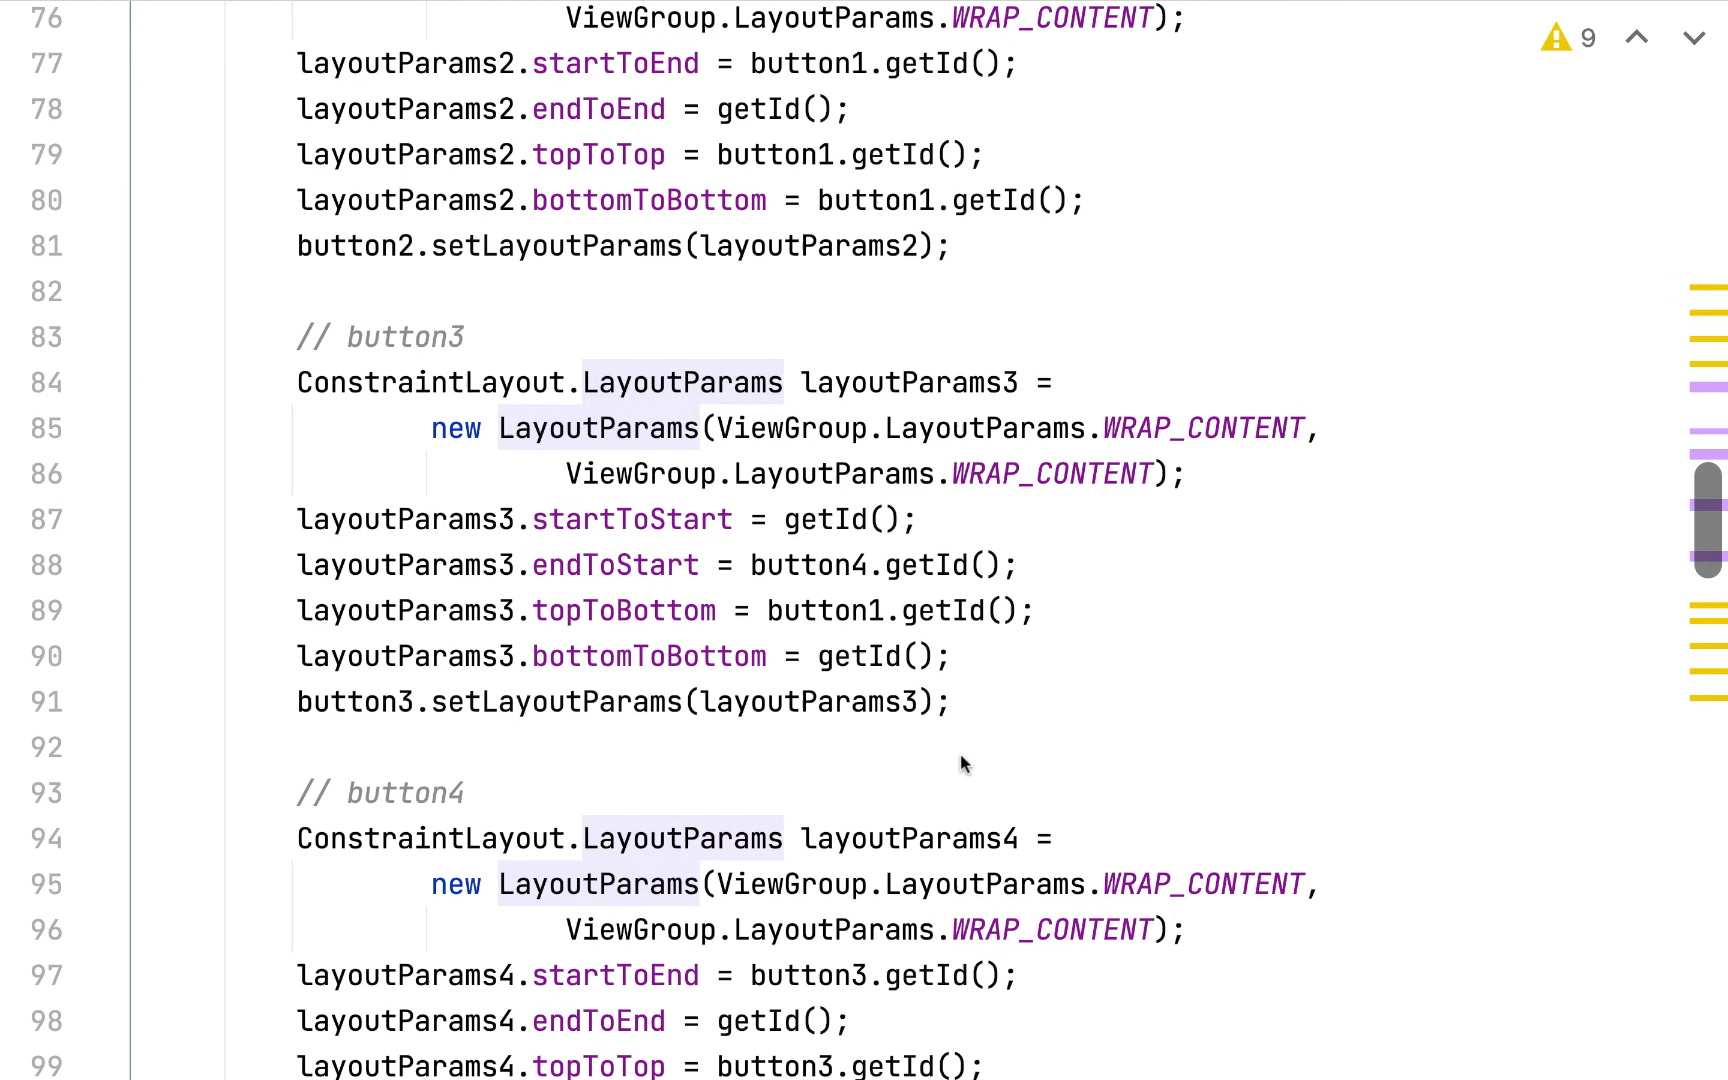 76 ViewGroup.LayoutParams.WRAP_CONTENT);
9
77 layoutParams2.startToEnd = button1.getId();
78 layoutParams2.endToEnd = getId();
79 layoutParams2.topToTop = button1.getId();
80 layoutParams2.bottomToBottom = button1.getId();
81 button2.setLayoutParams(layoutParams2);
82
83 // button3
84 ConstraintLayout.LayoutParams layoutParams3 =
85 new LayoutParams(ViewGroup.LayoutParams.WRAP_CONTENT,
86 ViewGroup.LayoutParams.WRAP_CONTENT);
87 layoutParams3.startToStart = getId();
88 layoutParams3.endToStart = button4.getId();
89 layoutParams3.topToBottom = button1.getId();
90 layoutParams3.bottomToBottom = getId();
91 button3.setLayoutParams(layoutParams3);
92
93 // button4
94 ConstraintLayout.LayoutParams layoutParams4 =
95 new LayoutParams(ViewGroup.LayoutParams.WRAP_CONTENT,
96 ViewGroup.LayoutParams.WRAP_CONTENT);
97 layoutParams4.startToEnd = button3.getId();
98 layoutParams4.endToEnd = getId();
99 layoutParams4.topToTop = button3.getId();